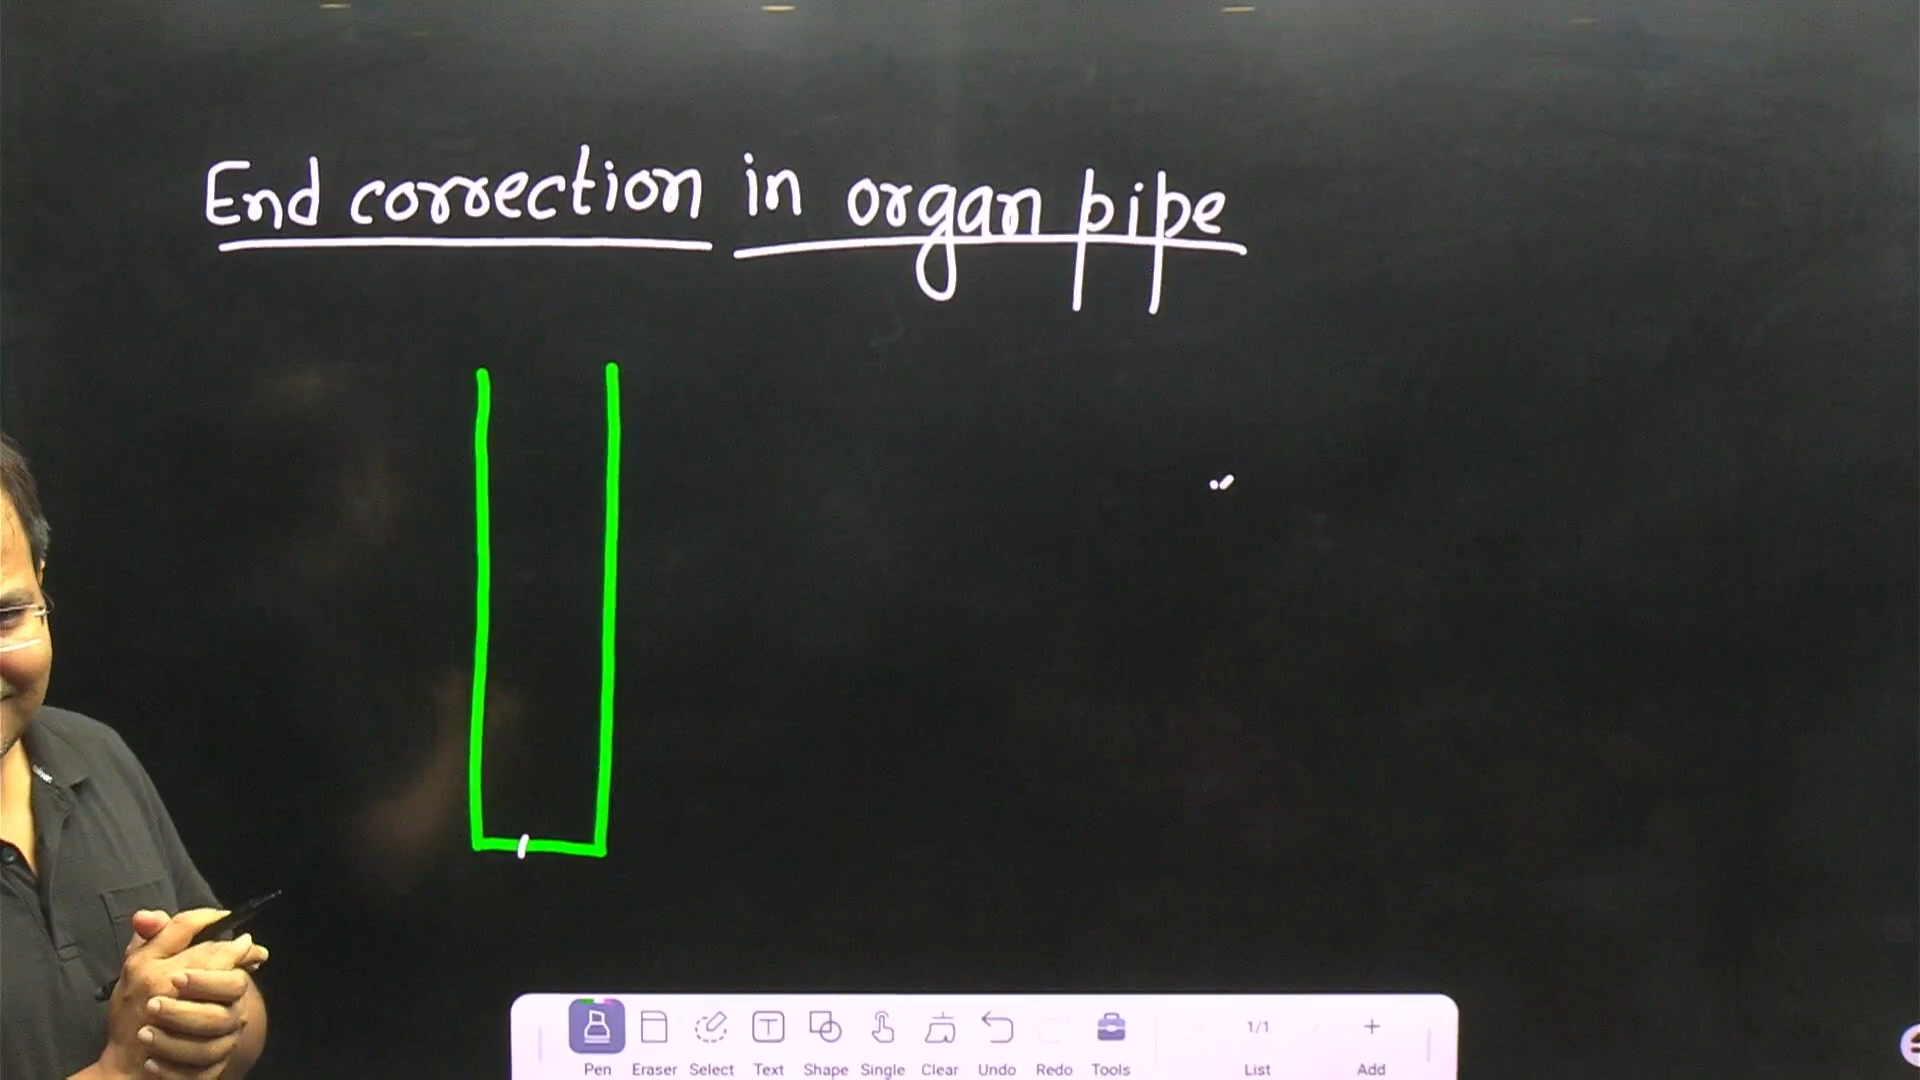 End correction in organ pipe
Pen Eraser Select Text Shape Single Clear Undo Redo Tools 1/1 List + Add